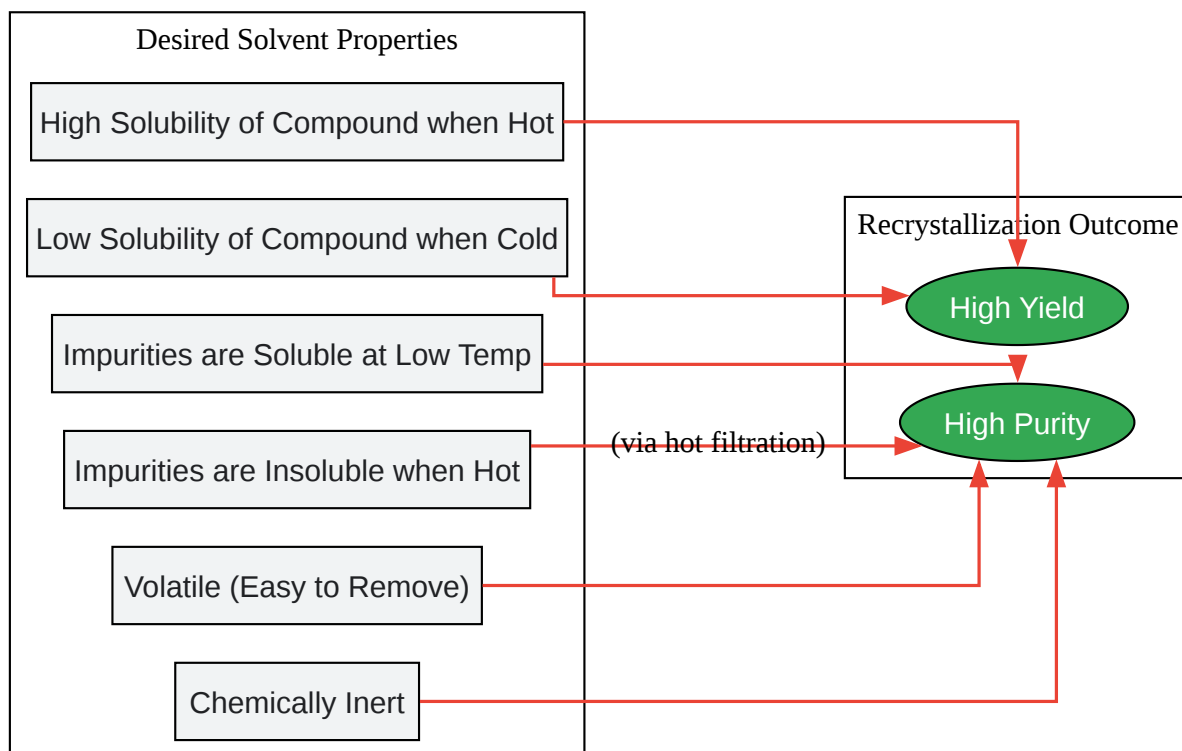 Desired Solvent Properties
High Solubility of Compound when Hot
Low Solubility of Compound when Cold
Recrystallization Outcome
High Yield
Impurities are Soluble at Low Temp
High Purity
(via hot filtration)
Impurities are Insoluble when Hot
Volatile (Easy to Remove)
Chemically Inert